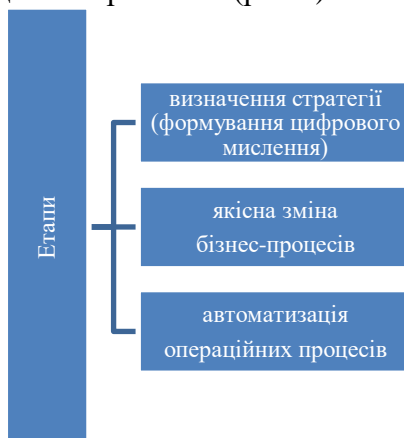 Етапи
визначення стратегії
(формування цифрового
мислення)
якісна зміна
бізнес-процесів
автоматизація
операційних процесів